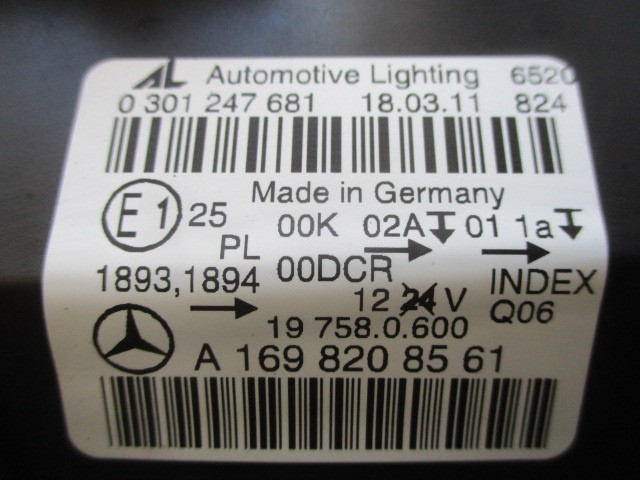 AL Automotive Lighting 6520
0 301 247 681 18.03.11 824
Made in Germany
E1 25 00K 02A 01 1a
PL
00DCR
1893,1894 INDEX
12 24 V Q06
19 758.0.600
A 169 820 85 61